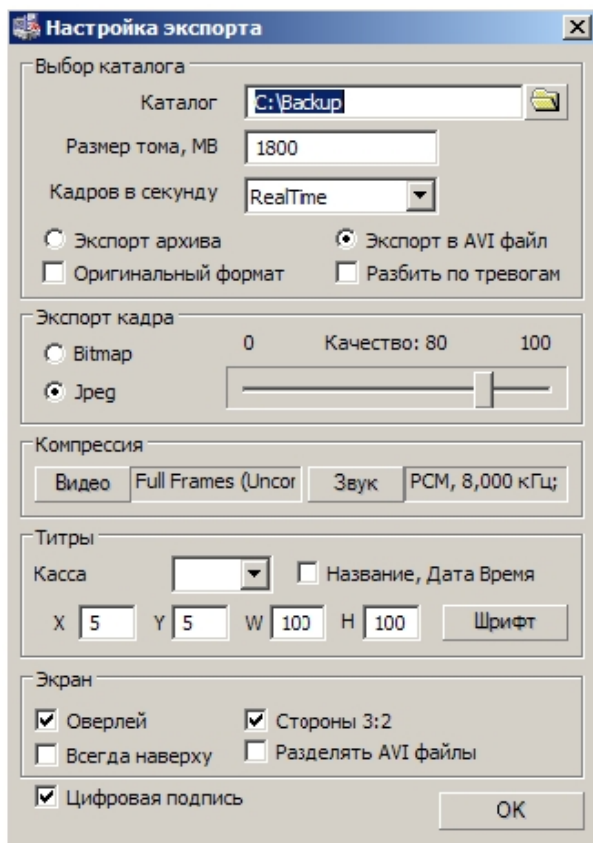 Настройка экспорта
Выбор каталога
Каталог C:\Backup
Размер тома, MB 1800
Кадров в секунду RealTime
Экспорт архива Экспорт в AVI файл
Оригинальный формат Разбить по тревогам
Экспорт кадра
Bitmap 0 Качество: 80 100
Jpeg
Компрессия
Видео Full Frames (Uncor Звук PCM, 8,000 кГц;
Титры
Касса Название, Дата Время
X 5 Y 5 W 100 H 100 Шрифт
Экран
Оверлей Стороны 3:2
Всегда наверху Разделять AVI файлы
Цифровая подпись OK